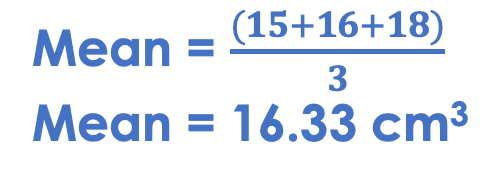 Mean = (15+16+18)/3
Mean = 16.33 cm³